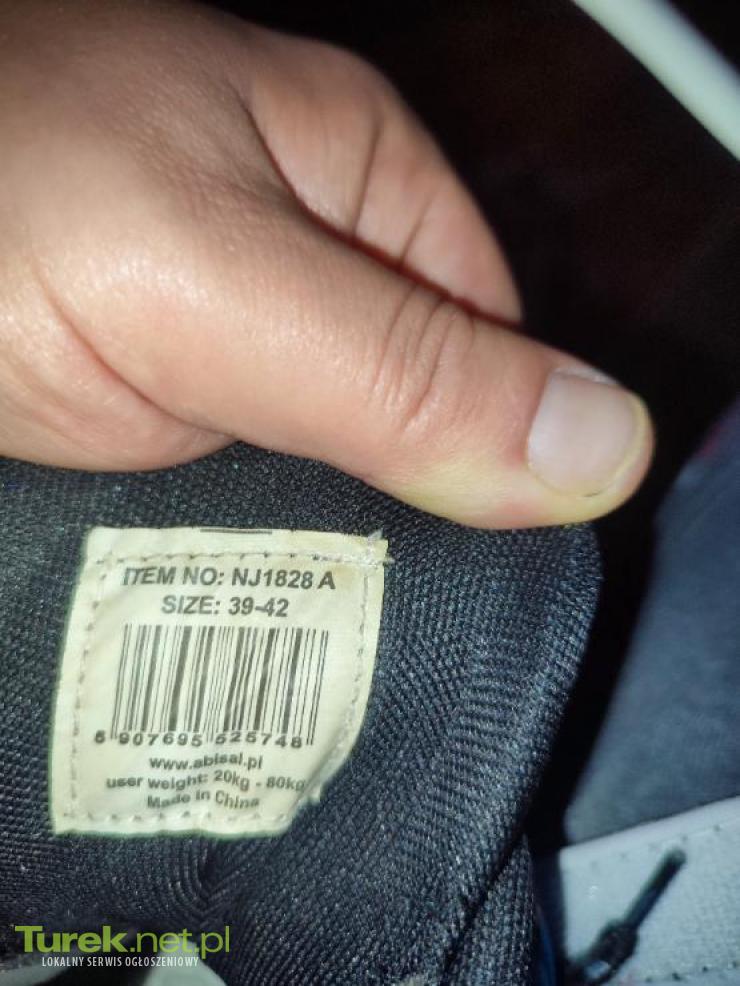 ITEM NO: NJ1828 A
SIZE: 39-42
5 907695 525748
www.abisal.pl
user weight: 20kg - 80kg
Made in China
Turek.net.pl
LOKALNY SERWIS OGŁOSZENIOWY